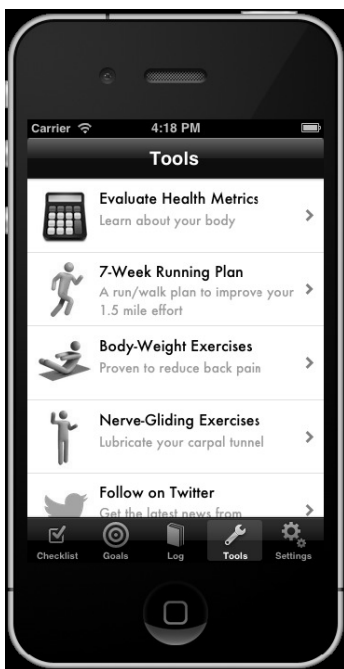 Carrier 4:18 PM
Tools
Evaluate Health Metrics
Learn about your body
7-Week Running Plan
A run/walk plan to improve your
1.5 mile effort
Body-Weight Exercises
Proven to reduce back pain
Nerve-Gliding Exercises
Lubricate your carpal tunnel
Follow on Twitter
Get the latest news from
Checklist Goals Log Tools Settings